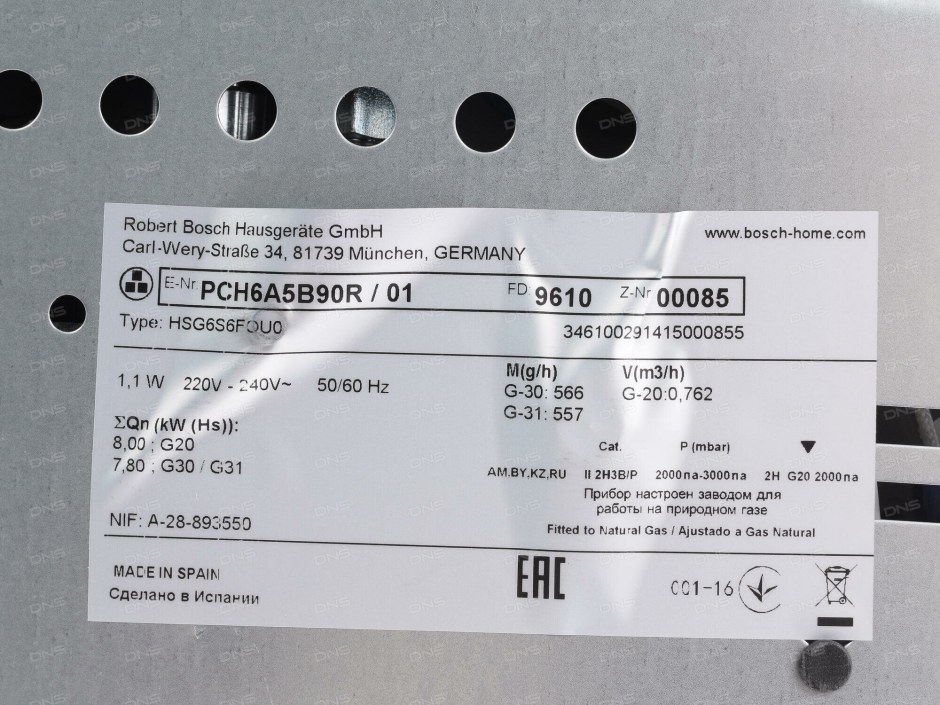 Robert Bosch Hausgeräte GmbH
Carl-Wery-Straße 34, 81739 München, GERMANY
www.bosch-home.com
E-Nr PCH6A5B90R / 01 FD 9610 Z-Nr 00085
Type: HSG6S6FOU0
346100291415000855
1,1 W 220V - 240V~ 50/60 Hz
M(g/h) V(m3/h)
G-30: 566 G-20:0,762
G-31: 557
ΣQn (kW (Hs)):
8,00 ; G20
7,80 ; G30 / G31
Cat. P (mbar)
AM,BY,KZ,RU II 2H3B/P 2000па-3000па 2H G20 2000па
Прибор настроен заводом для
работы на природном газе
Fitted to Natural Gas / Ajustado a Gas Natural
NIF: A-28-893550
MADE IN SPAIN
Сделано в Испании
EAC
001-16
DNS